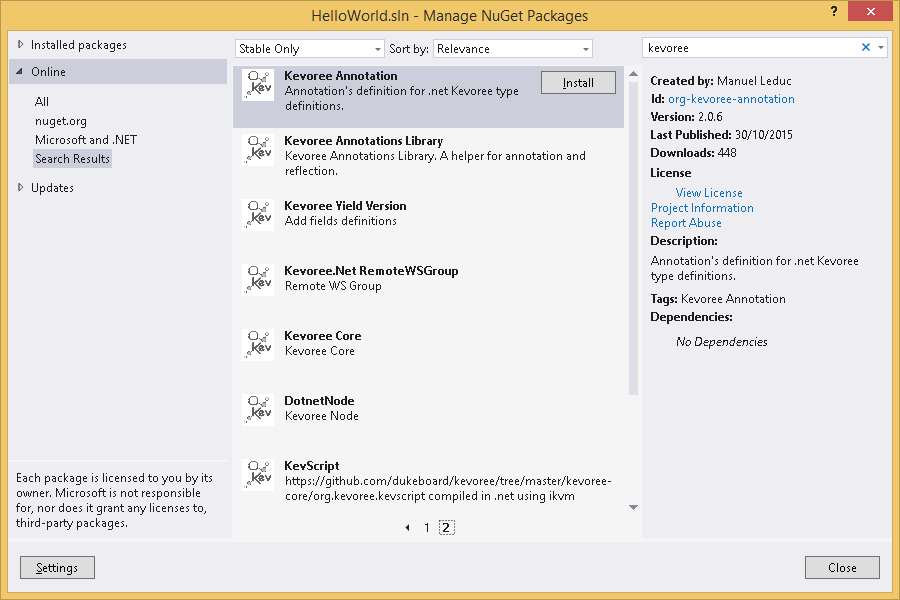 HelloWorld.sln - Manage NuGet Packages
?
Installed packages
Online
All
nuget.org
Microsoft and .NET
Search Results
Updates
Each package is licensed to you by its
owner. Microsoft is not responsible
for, nor does it grant any licenses to,
third-party packages.
Settings
Stable Only
Sort by: Relevance
Kevoree Annotation
Annotation's definition for .net Kevoree type
definitions.
Install
Kevoree Annotations Library
Kevoree Annotations Library. A helper for annotation and
reflection.
Kevoree Yield Version
Add fields definitions
Kevoree.Net RemoteWSGroup
Remote WS Group
Kevoree Core
Kevoree Core
DotnetNode
Kevoree Node
KevScript
https://github.com/dukeboard/kevoree/tree/master/kevoree-
core/org.kevoree.kevscript compiled in .net using ikvm
1 2
kevoree
Created by: Manuel Leduc
Id: org-kevoree-annotation
Version: 2.0.6
Last Published: 30/10/2015
Downloads: 448
License
View License
Project Information
Report Abuse
Description:
Annotation's definition for .net Kevoree
type definitions.
Tags: Kevoree Annotation
Dependencies:
No Dependencies
Close
Kev
Kev
Kev
Kev
Kev
Kev
Kev